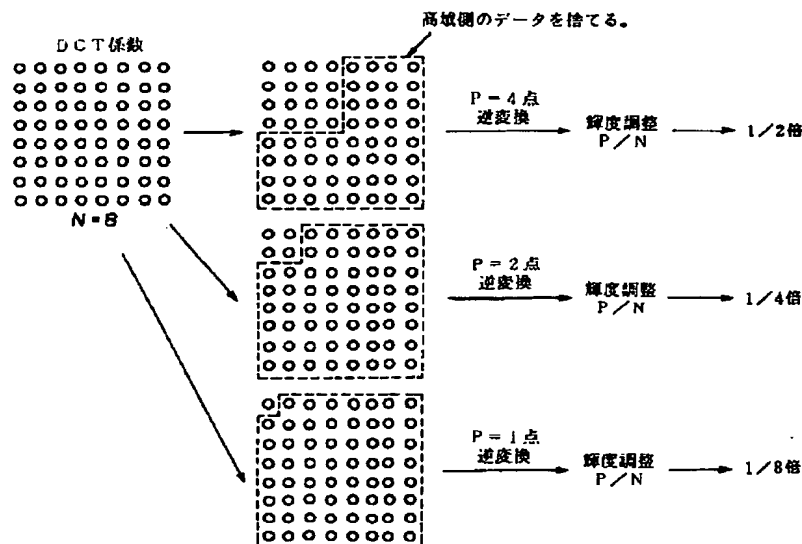 高域側のデータを捨てる。
DCT係数
N=8
P=4点
逆変換
輝度調整
P/N
1/2倍
P=2点
逆変換
輝度調整
P/N
1/4倍
P=1点
逆変換
輝度調整
P/N
1/8倍